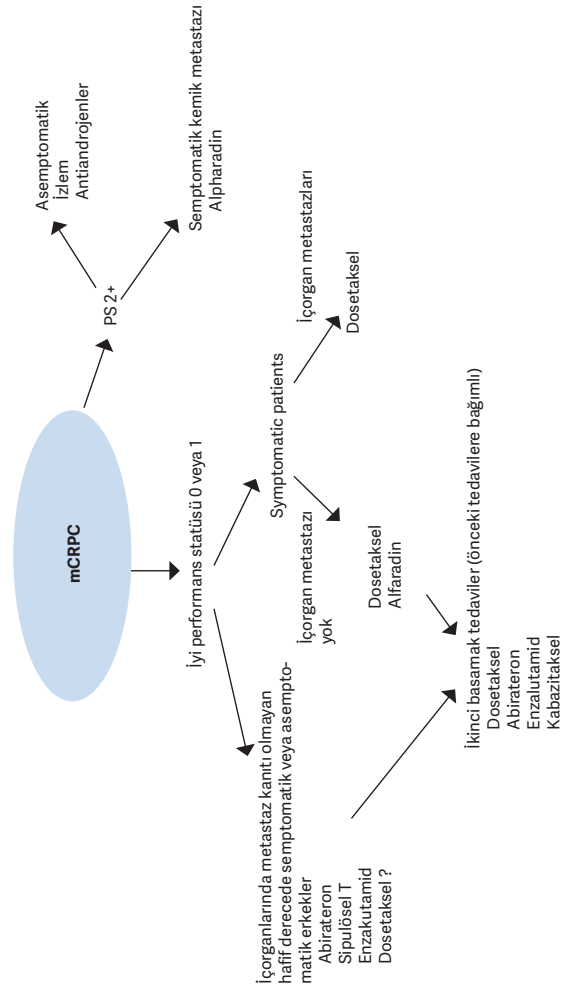 mCRPC
PS 2+
Asemptomatik
İzlem
Antiandrojenler
Semptomatik kemik metastazı
Alpharadin
İyi performans statüsü 0 veya 1
İçorganlarında metastaz kanıtı olmayan
hafif derecede semptomatik veya asempto-
matik erkekler
Abirateron
Sipulösel T
Enzakutamid
Dosetaksel ?
Symptomatic patients
İçorgan metastazı
yok
Dosetaksel
Alfaradin
İçorgan metastazları
Dosetaksel
İkinci basamak tedaviler (önceki tedavilere bağımlı)
Dosetaksel
Abirateron
Enzalutamid
Kabazitaksel